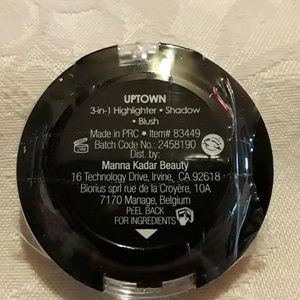 UPTOWN
3-in-1 Highlighter • Shadow
• Blush
Made in PRC • Item# 83449
Batch Code No.: 2458190
Dist. by:
Manna Kadar Beauty
16 Technology Drive, Irvine, CA 92618
Biorius sprl rue de la Croyère, 10A
7170 Manage, Belgium
PEEL BACK
FOR INGREDIENTS